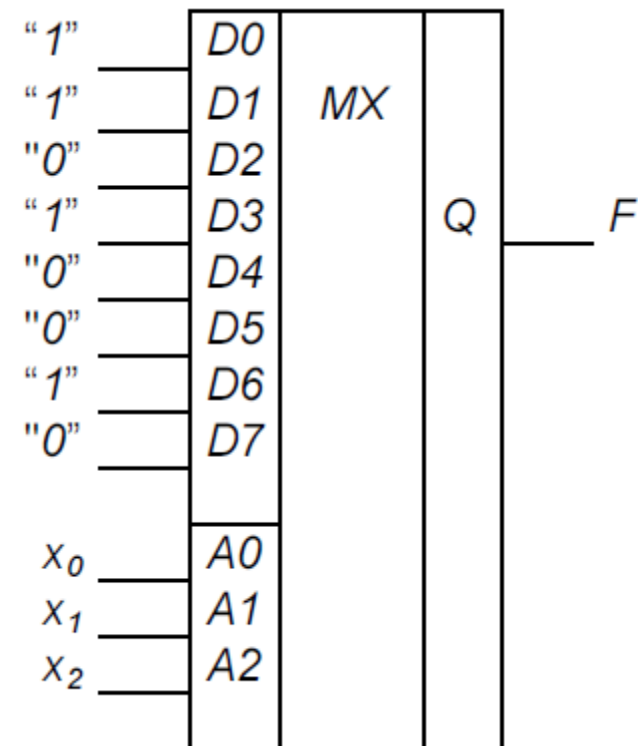 “1” D0
“1” D1 MX
"0” D2
“1” D3 Q F
"0” D4
"0” D5
“1” D6
"0” D7
x₀ A0
x₁ A1
x₂ A2